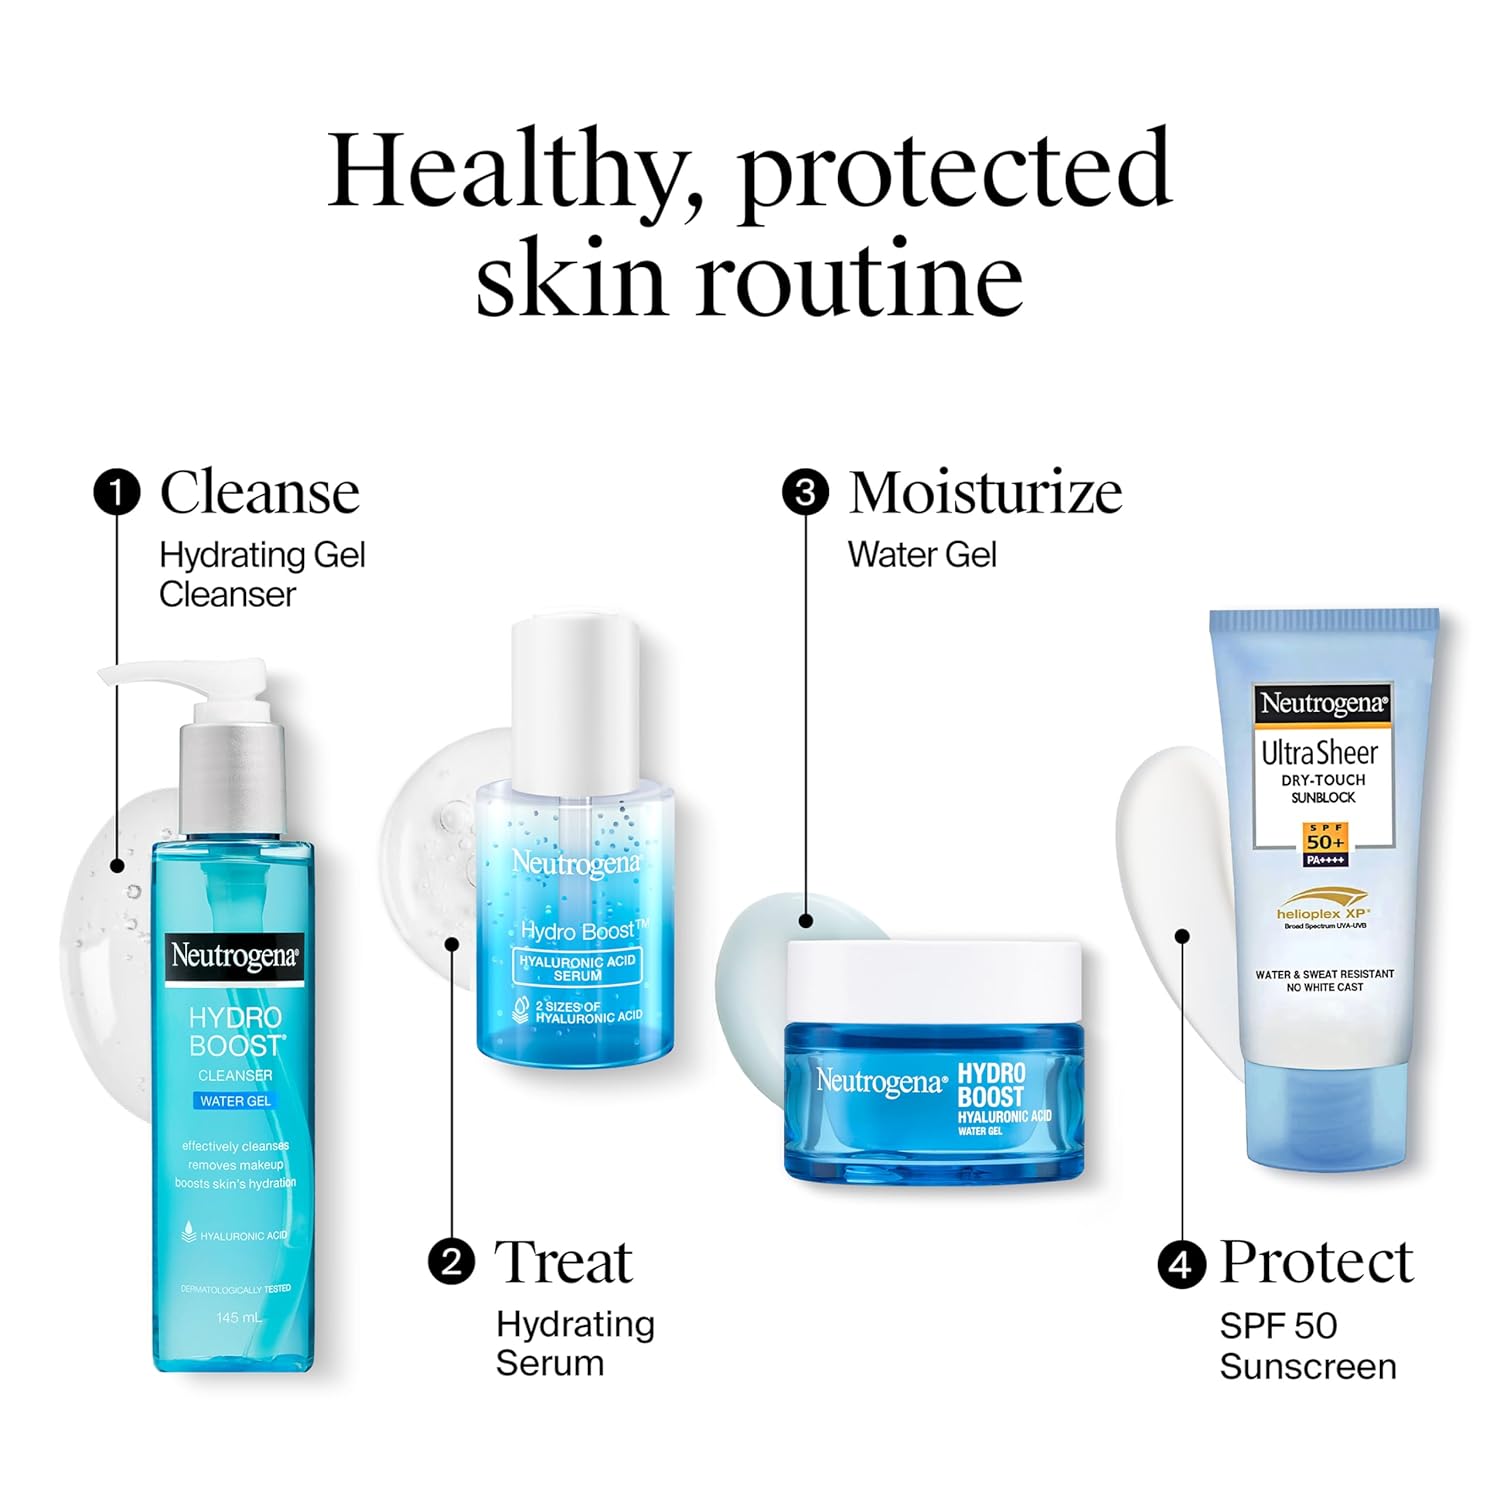 Healthy, protected
skin routine
1 Cleanse
Hydrating Gel
Cleanser
Neutrogena®
HYDRO
BOOST®
CLEANSER
WATER GEL
effectively cleanses
removes makeup
boosts skin's hydration
HYALURONIC ACID
DERMATOLOGICALLY TESTED
145 mL
2 Treat
Hydrating
Serum
Neutrogena®
Hydro Boost™
HYALURONIC ACID
SERUM
2 SIZES OF
HYALURONIC ACID
3 Moisturize
Water Gel
Neutrogena®
HYDRO
BOOST
HYALURONIC ACID
WATER GEL
4 Protect
SPF 50
Sunscreen
Neutrogena®
Ultra Sheer
DRY-TOUCH
SUNBLOCK
SPF
50+
PA++++
helioplex XP®
Broad Spectrum UVA-UVB
WATER & SWEAT RESISTANT
NO WHITE CAST